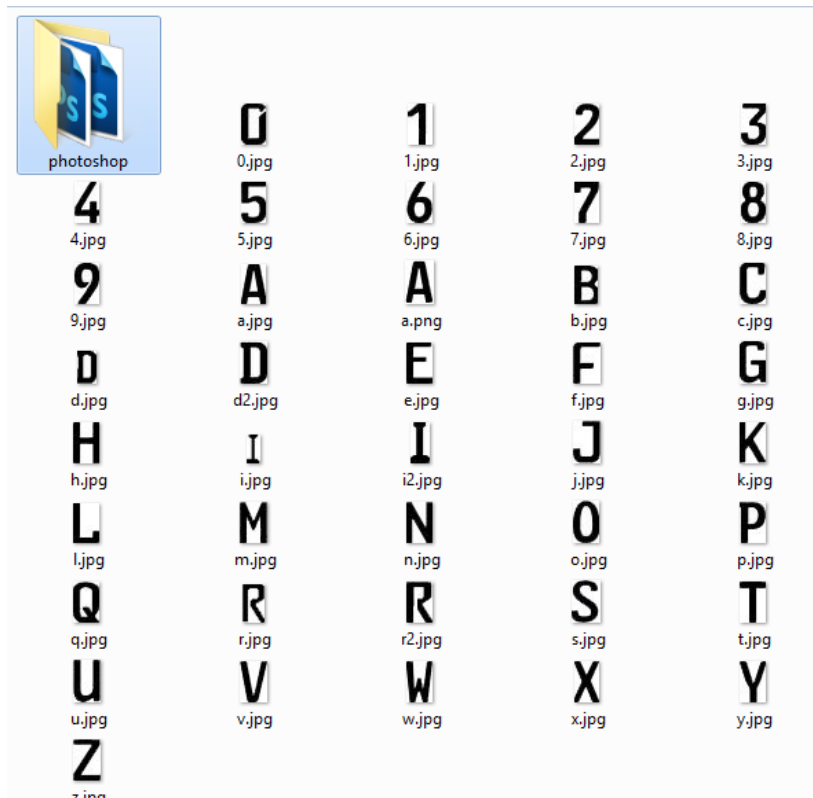 PS S
0 1 2 3
photoshop 0.jpg 1.jpg 2.jpg 3.jpg
4 5 6 7 8
4.jpg 5.jpg 6.jpg 7.jpg 8.jpg
9 A A B C
9.jpg a.jpg a.png b.jpg c.jpg
D D E F G
d.jpg d2.jpg e.jpg f.jpg g.jpg
H I I J K
h.jpg i.jpg i2.jpg j.jpg k.jpg
L M N O P
l.jpg m.jpg n.jpg o.jpg p.jpg
Q R R S T
q.jpg r.jpg r2.jpg s.jpg t.jpg
U V W X Y
u.jpg v.jpg w.jpg x.jpg y.jpg
Z